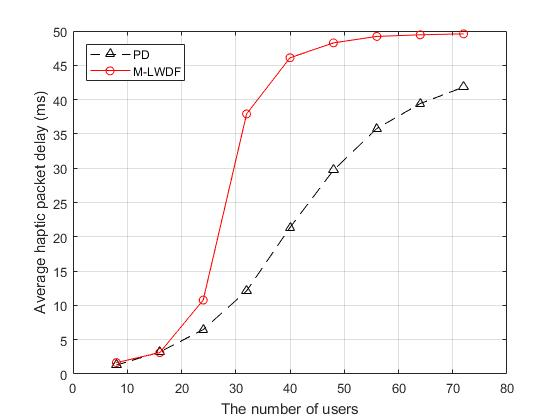 50
45
40
35
30
25
20
15
10
5
0
Average haptic packet delay (ms)
PD
M-LWDF
0 10 20 30 40 50 60 70 80
The number of users